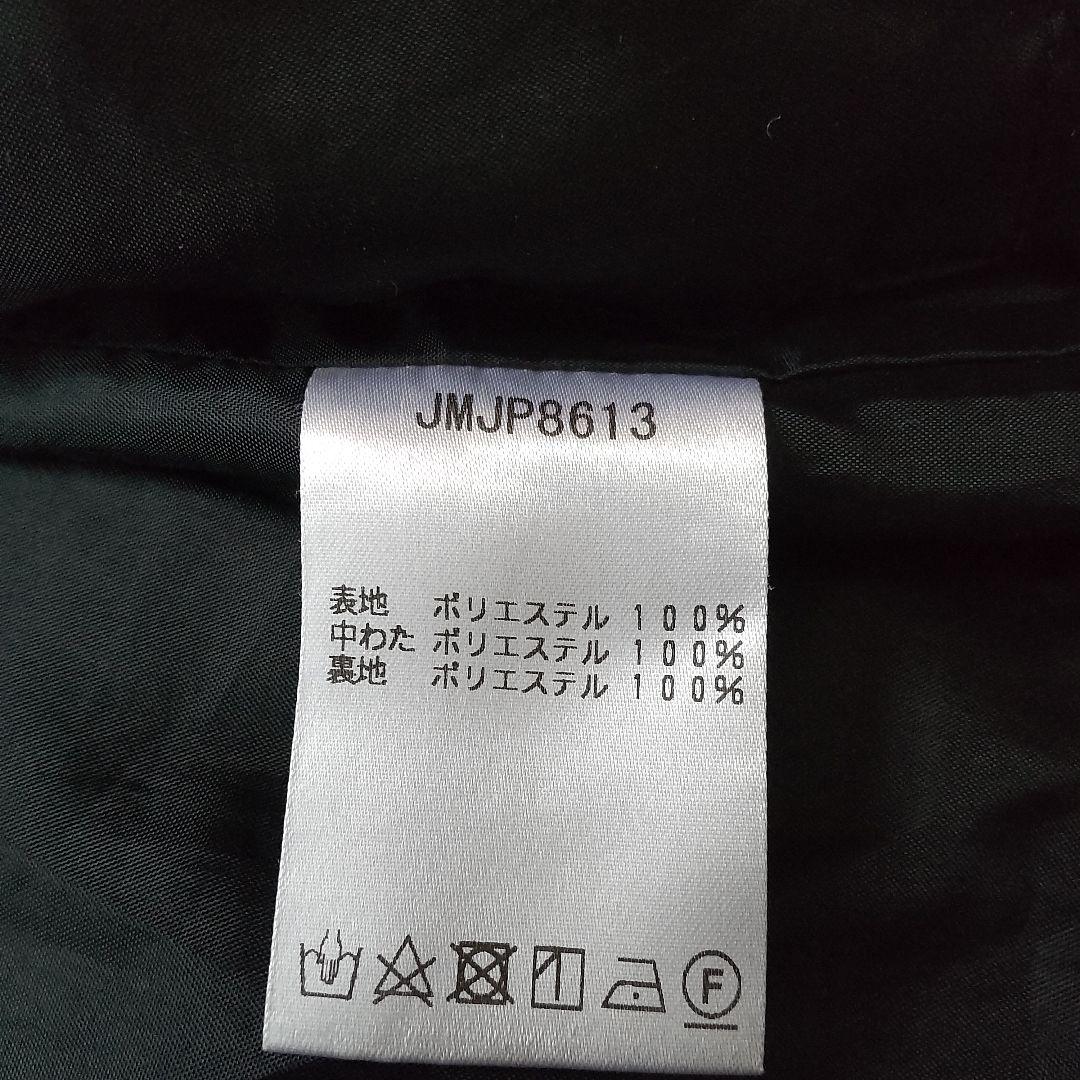 JMJP8613
表地 ポリエステル 100%
中わた ポリエステル 100%
裏地 ポリエステル 100%
F